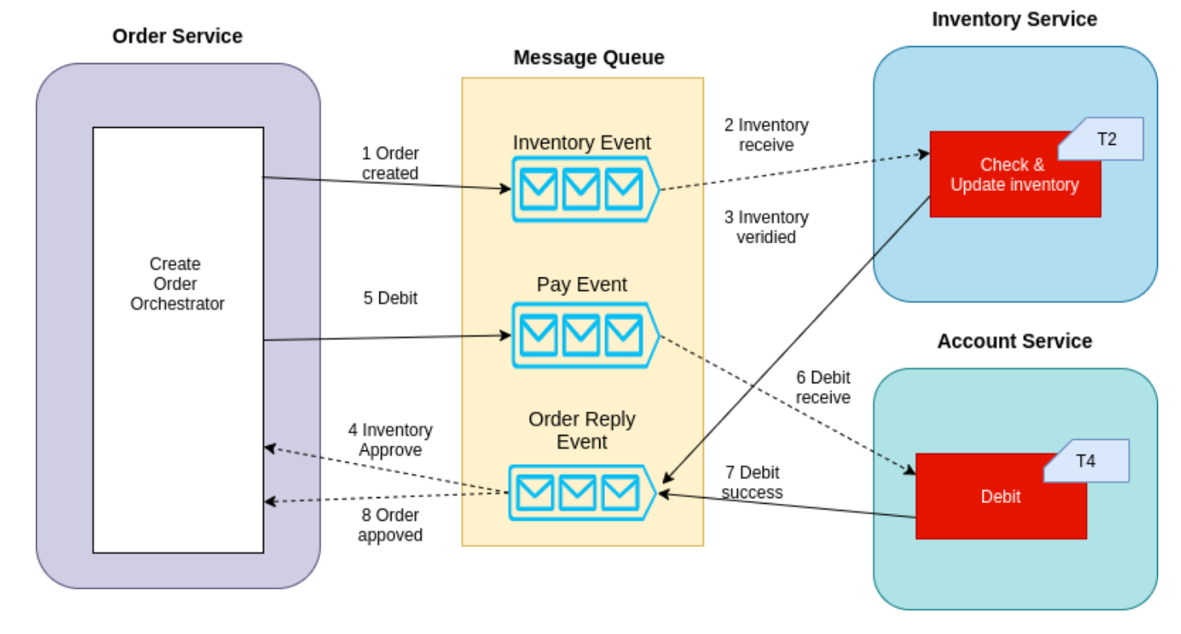 Order Service
Message Queue
Inventory Service
Inventory Event
1 Order
created
2 Inventory
receive
T2
Check &
Update inventory
3 Inventory
veridied
Create
Order
Orchestrator
5 Debit
Pay Event
Account Service
6 Debit
receive
Order Reply
Event
4 Inventory
Approve
7 Debit
success
T4
Debit
8 Order
appoved